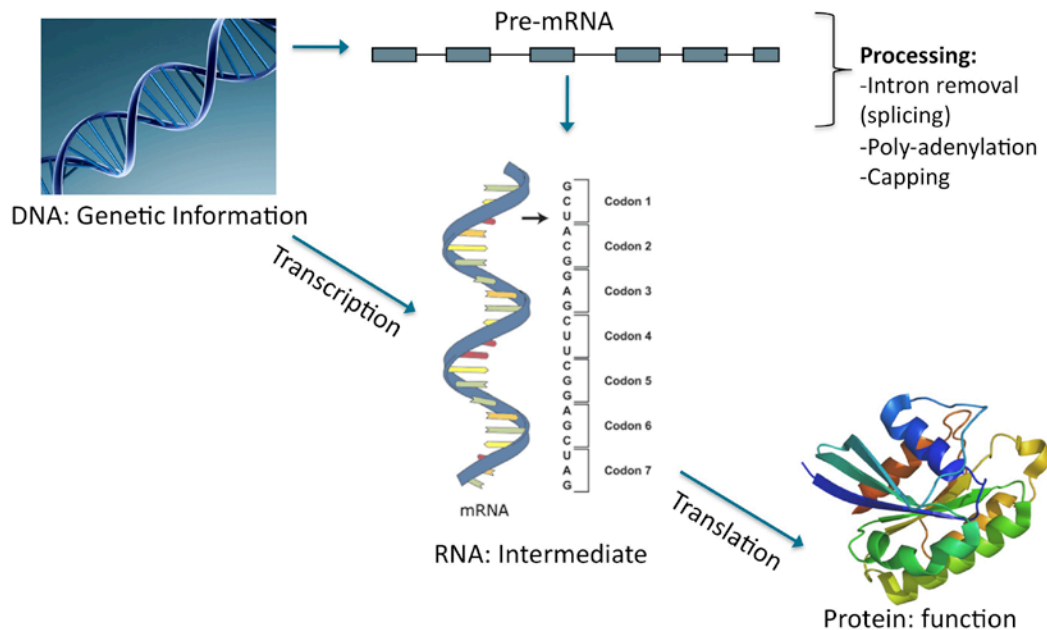 Pre-mRNA
Processing:
-Intron removal
(splicing)
-Poly-adenylation
-Capping
DNA: Genetic Information
Transcription
G
C
U
Codon 1
A
C
G
Codon 2
G
A
G
Codon 3
C
U
U
Codon 4
C
G
G
Codon 5
A
G
C
Codon 6
U
A
G
Codon 7
mRNA
RNA: Intermediate
Translation
Protein: function